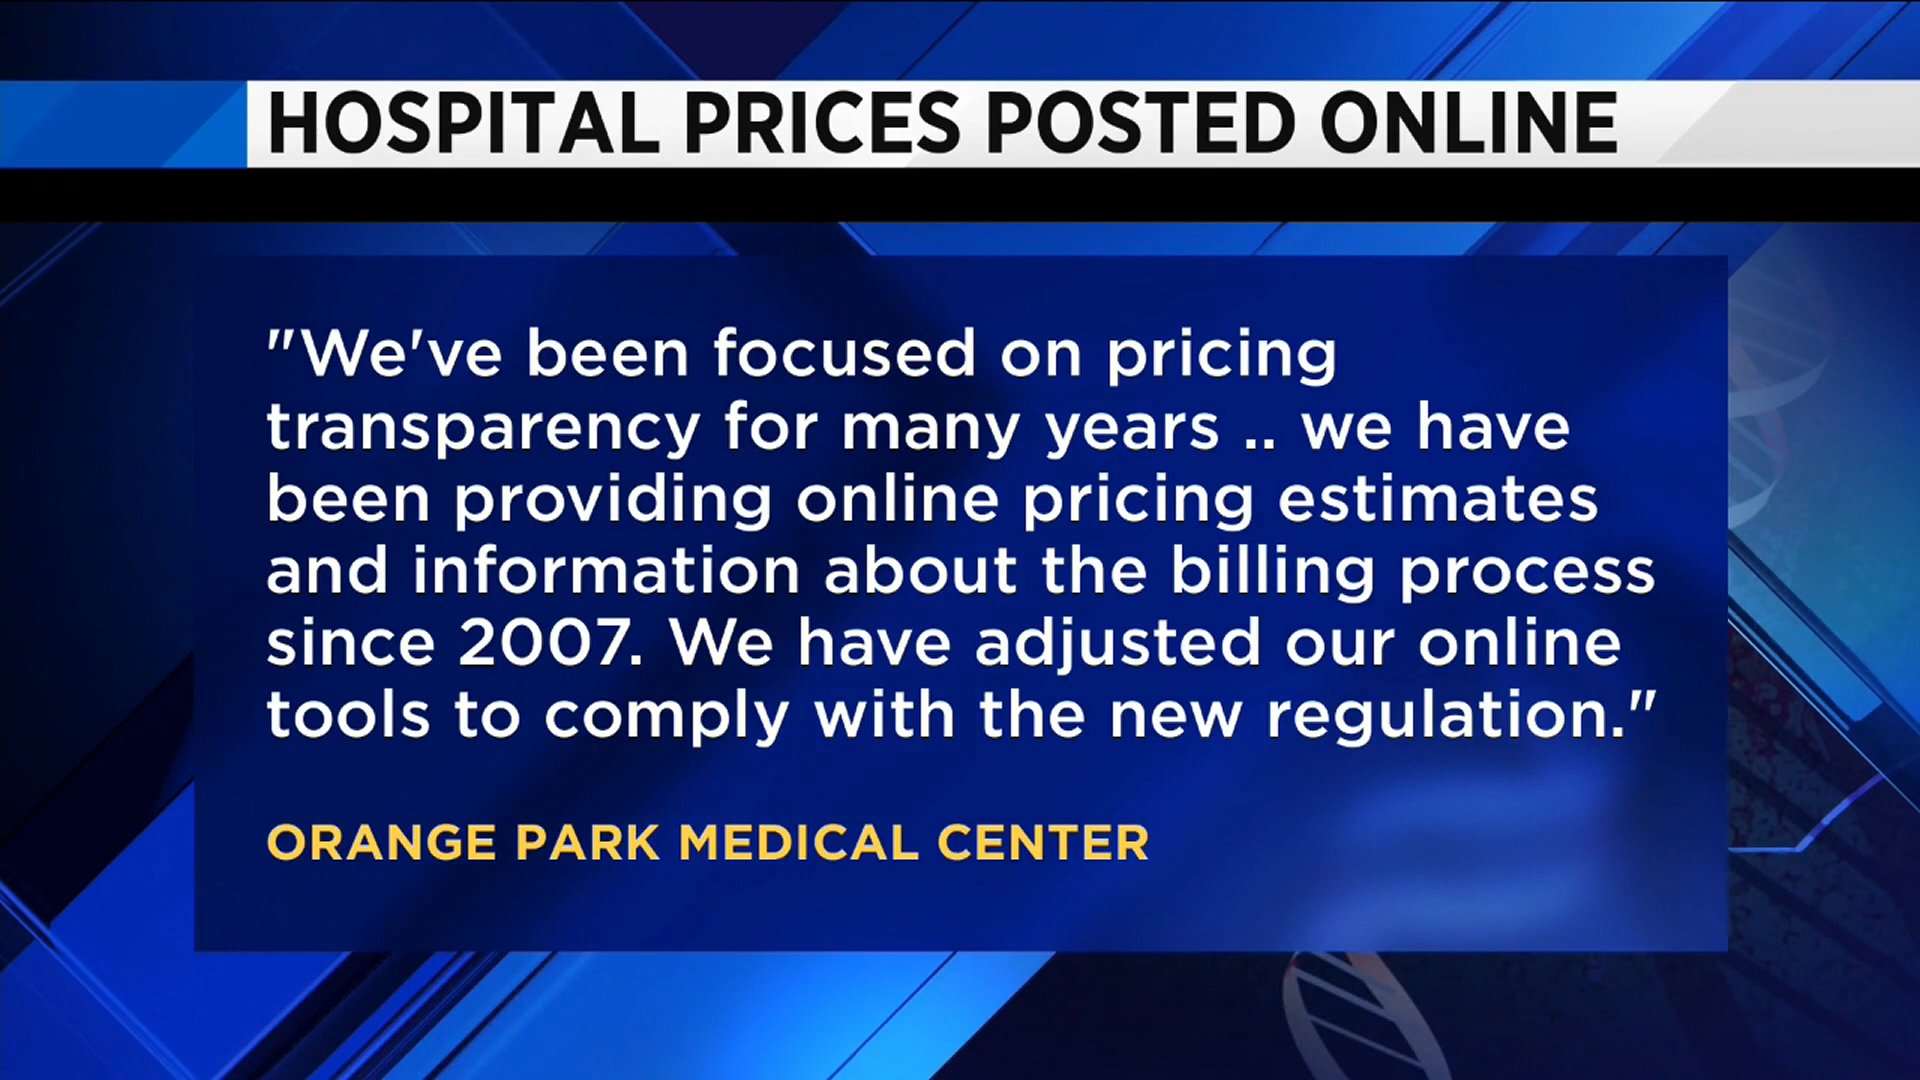 HOSPITAL PRICES POSTED ONLINE
"We've been focused on pricing
transparency for many years .. we have
been providing online pricing estimates
and information about the billing process
since 2007. We have adjusted our online
tools to comply with the new regulation."
ORANGE PARK MEDICAL CENTER